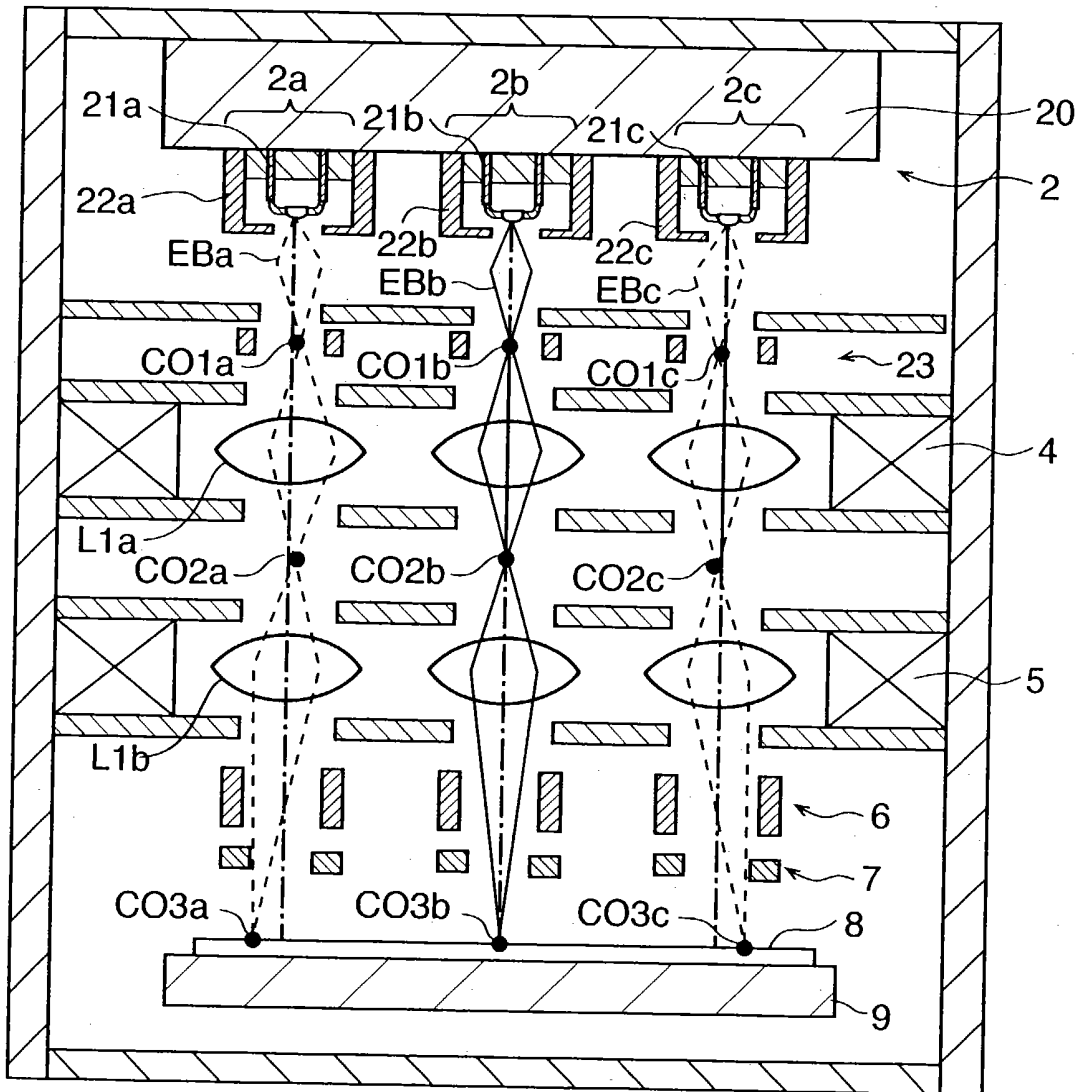 2a 2b 2c
21a 21b 21c 20
2
22a 22b 22c
EBa EBb EBc
CO1a CO1b CO1c 23
4
L1a
CO2a CO2b CO2c
5
L1b
6
7
CO3a CO3b CO3c 8
9